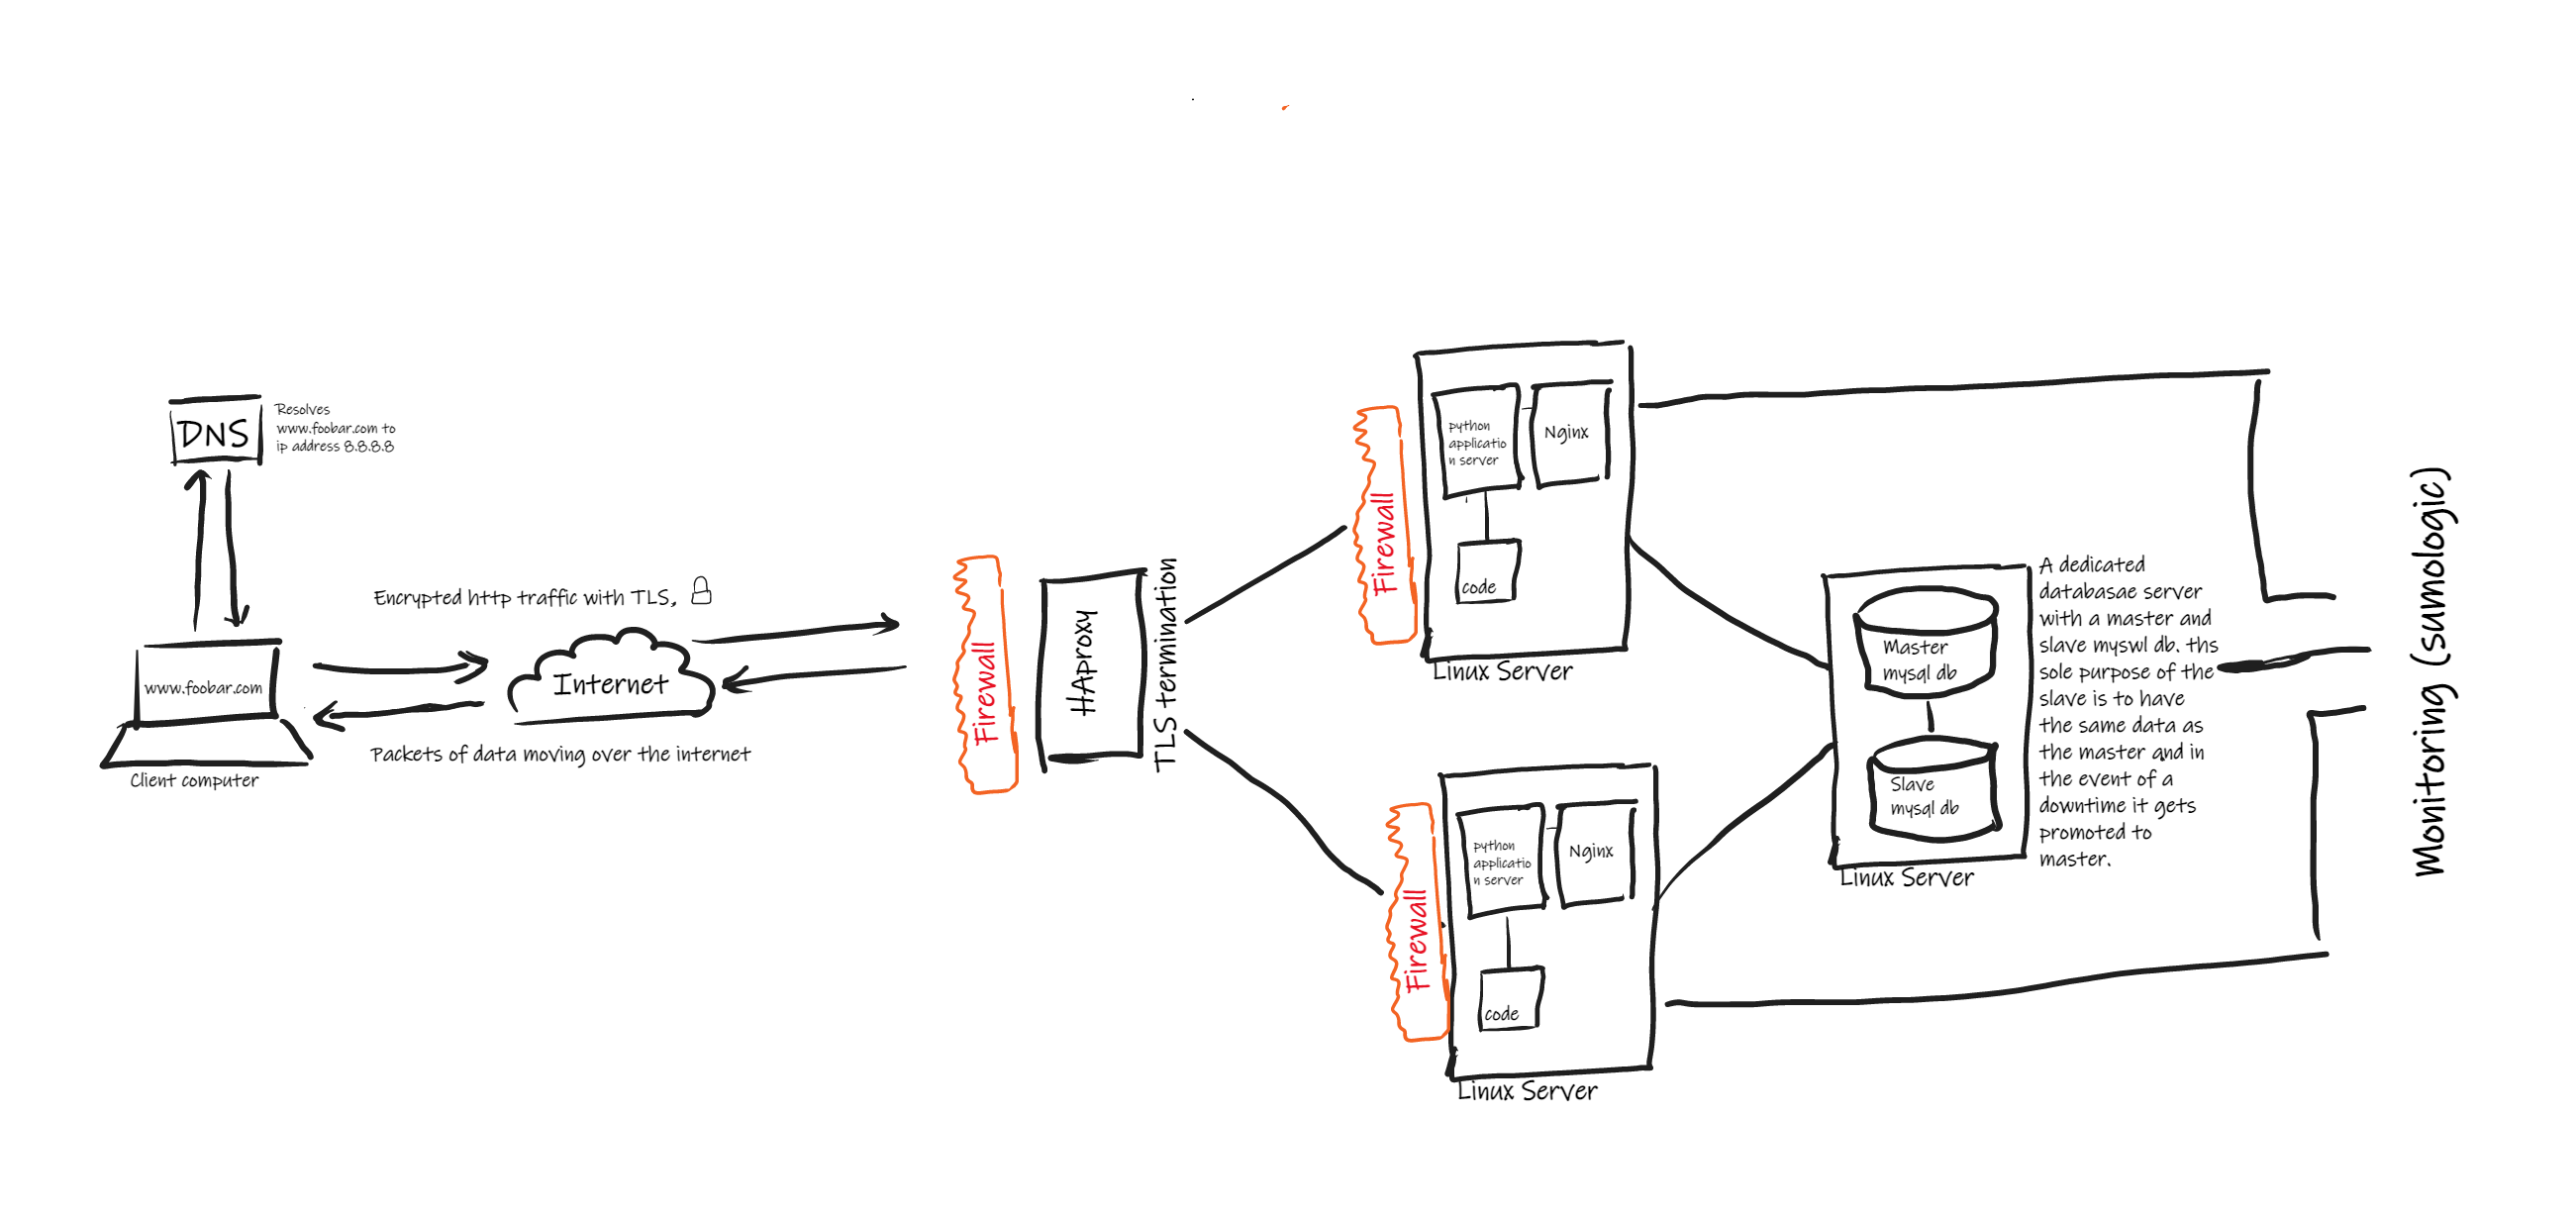 DNS
Resolves
www.foobar.com to
ip address 8.8.8.8
www.foobar.com
Client computer
Encrypted http traffic with TLS,
Internet
Packets of data moving over the internet
Firewall
HAproxy
TLS termination
Firewall
python
applicatio
n server
Nginx
code
Linux Server
Firewall
python
applicatio
n server
Nginx
code
Linux Server
Master
mysql db
Slave
mysql db
Linux Server
A dedicated
databasae server
with a master and
slave myswl db. ths
sole purpose of the
slave is to have
the same data as
the master and in
the event of a
downtime it gets
promoted to
master.
Monitoring (sumologic)